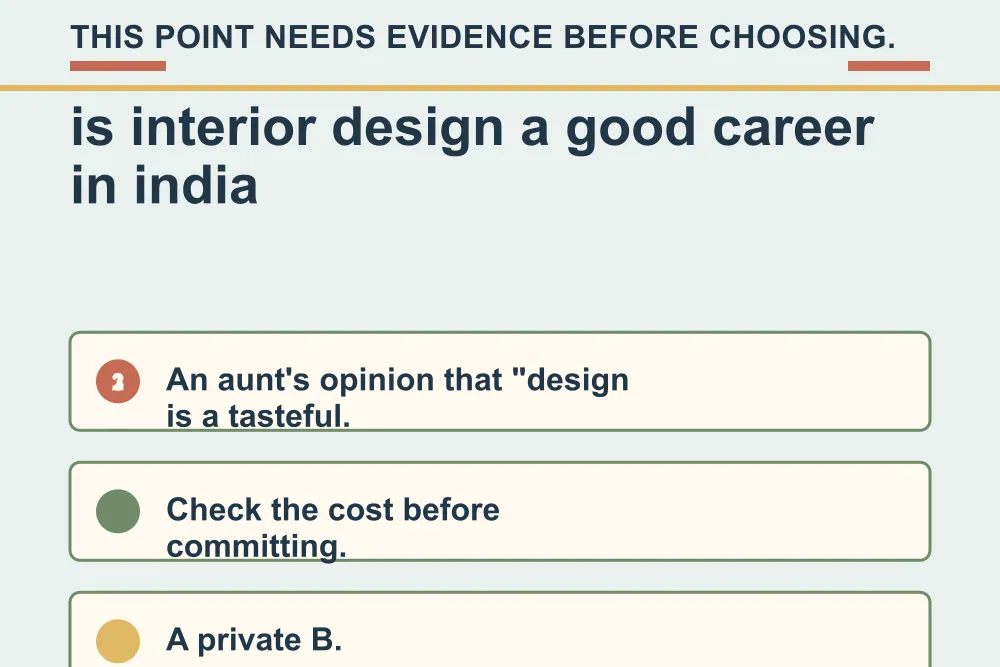 THIS POINT NEEDS EVIDENCE BEFORE CHOOSING.
is interior design a good career
in india
An aunt's opinion that "design
is a tasteful.
Check the cost before
committing.
A private B.